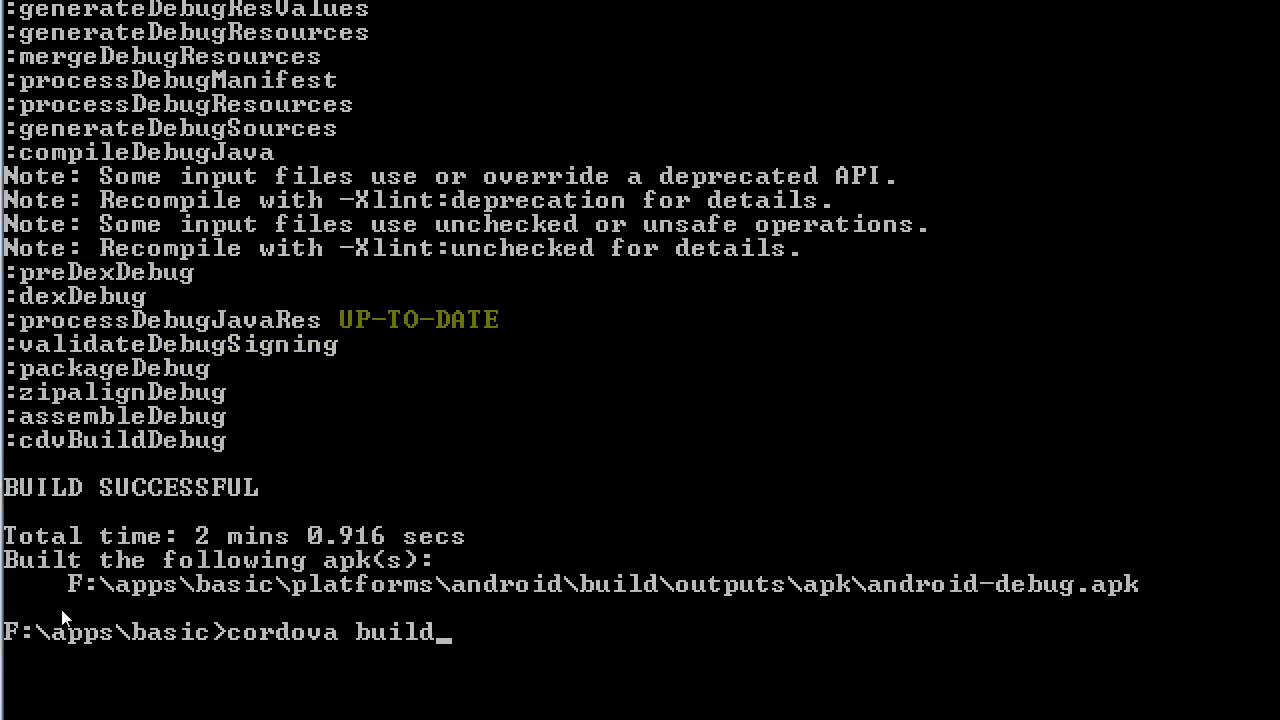 :generateDebugResValues
:generateDebugResources
:mergeDebugResources
:processDebugManifest
:processDebugResources
:generateDebugSources
:compileDebugJava
Note: Some input files use or override a deprecated API.
Note: Recompile with -Xlint:deprecation for details.
Note: Some input files use unchecked or unsafe operations.
Note: Recompile with -Xlint:unchecked for details.
:preDexDebug
:dexDebug
:processDebugJavaRes UP-TO-DATE
:validateDebugSigning
:packageDebug
:zipalignDebug
:assembleDebug
:cdvBuildDebug
BUILD SUCCESSFUL
Total time: 2 mins 0.916 secs
Built the following apk(s):
F:\apps\basic\platforms\android\build\outputs\apk\android-debug.apk
F:\apps\basic>cordova build_